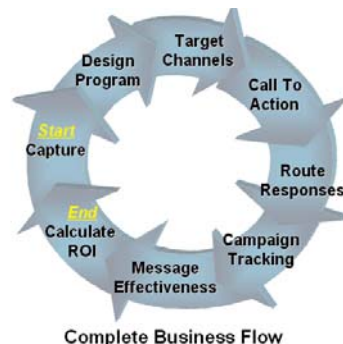 Start
Capture
Design
Program
Target
Channels
Call To
Action
Route
Responses
Campaign
Tracking
Message
Effectiveness
End
Calculate
ROI
Complete Business Flow